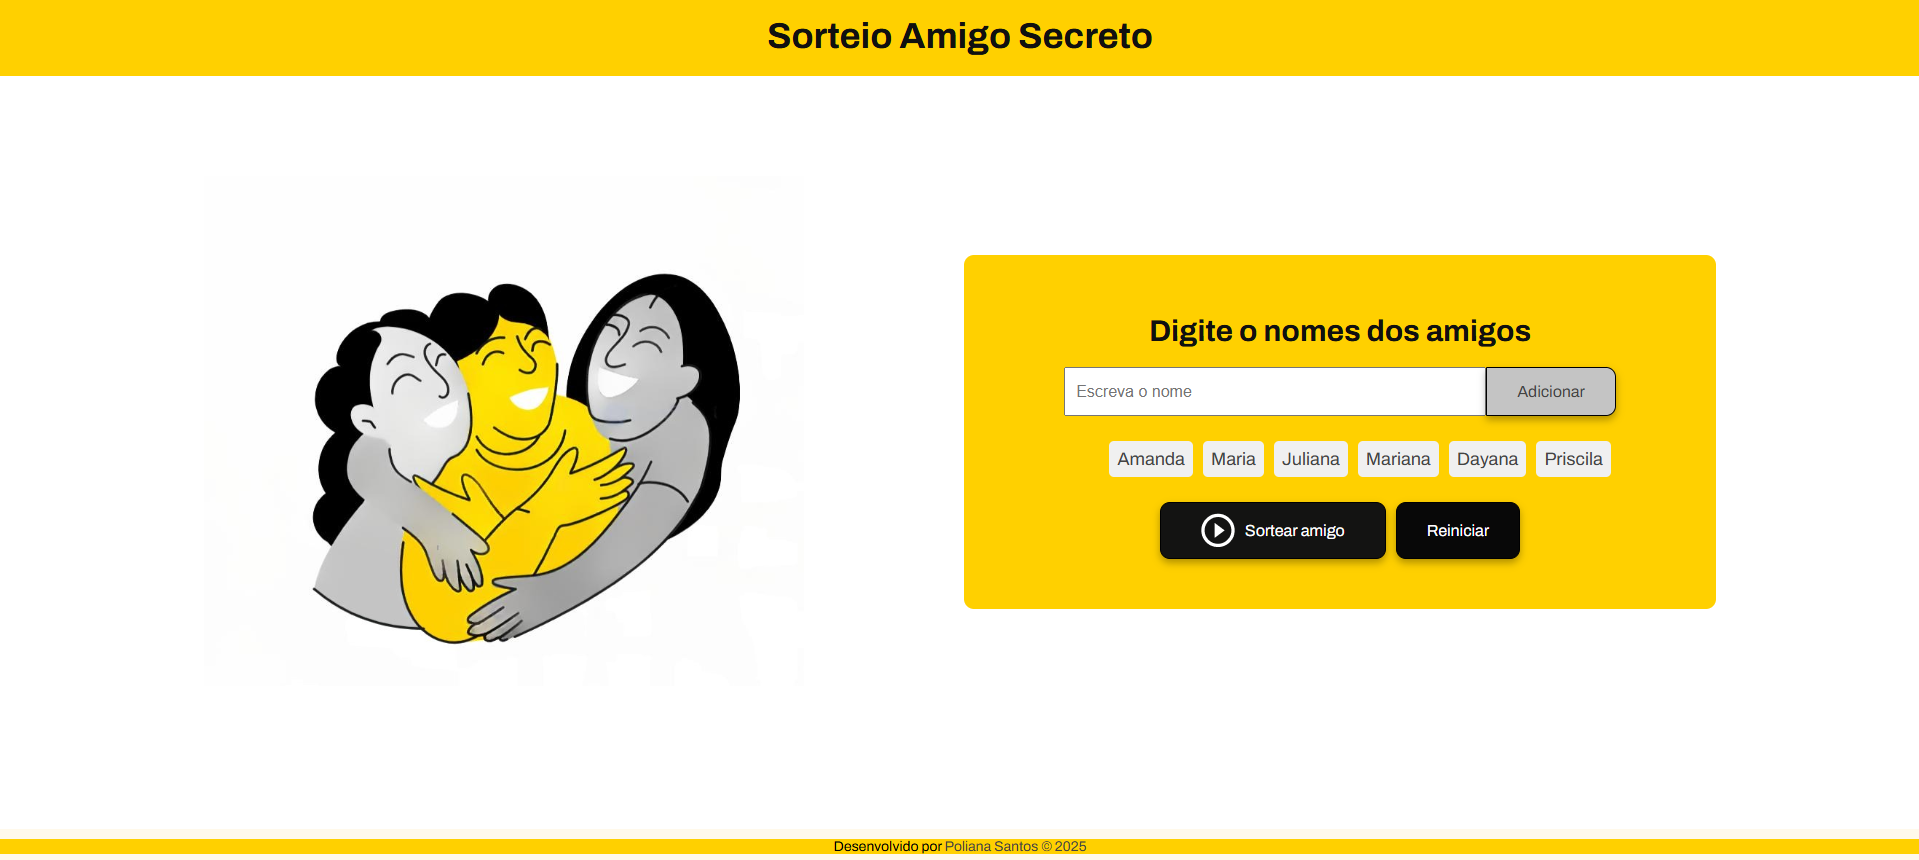 Sorteio Amigo Secreto
Digite o nomes dos amigos
Escreva o nome
Adicionar
Amanda Maria Juliana Mariana Dayana Priscila
Sortear amigo
Reiniciar
Desenvolvido por Poliana Santos © 2025